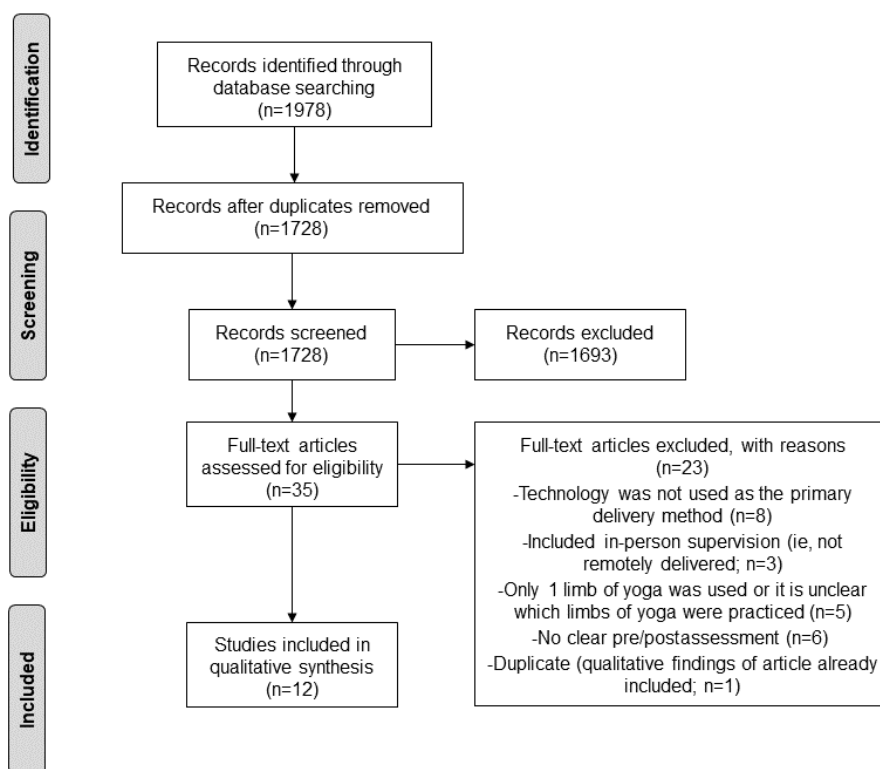 Identification
Records identified through
database searching
(n=1978)
Records after duplicates removed
(n=1728)
Screening
Records screened
(n=1728)
Records excluded
(n=1693)
Eligibility
Full-text articles
assessed for eligibility
(n=35)
Full-text articles excluded, with reasons
(n=23)
-Technology was not used as the primary
delivery method (n=8)
-Included in-person supervision (ie, not
remotely delivered; n=3)
-Only 1 limb of yoga was used or it is unclear
which limbs of yoga were practiced (n=5)
-No clear pre/postassessment (n=6)
-Duplicate (qualitative findings of article already
included; n=1)
Included
Studies included in
qualitative synthesis
(n=12)